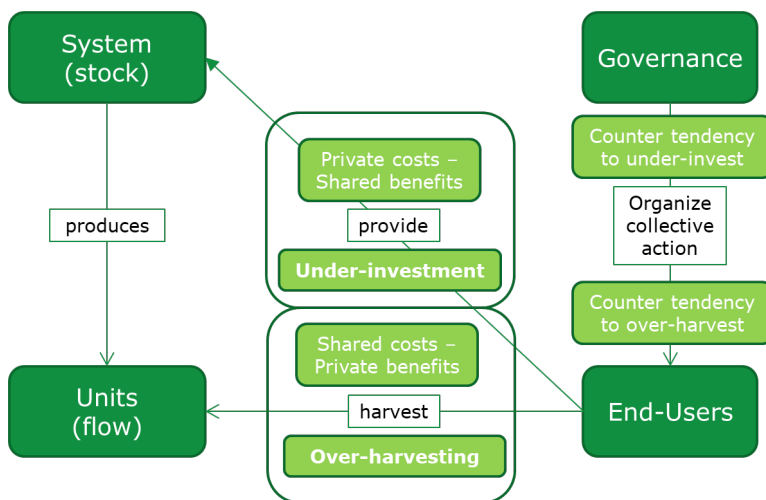 System
(stock)
Governance
Counter tendency
to under-invest
Private costs –
Shared benefits
Organize
collective
action
produces
provide
Under-investment
Counter tendency
to over-harvest
Shared costs –
Private benefits
Units
(flow)
harvest
End-Users
Over-harvesting